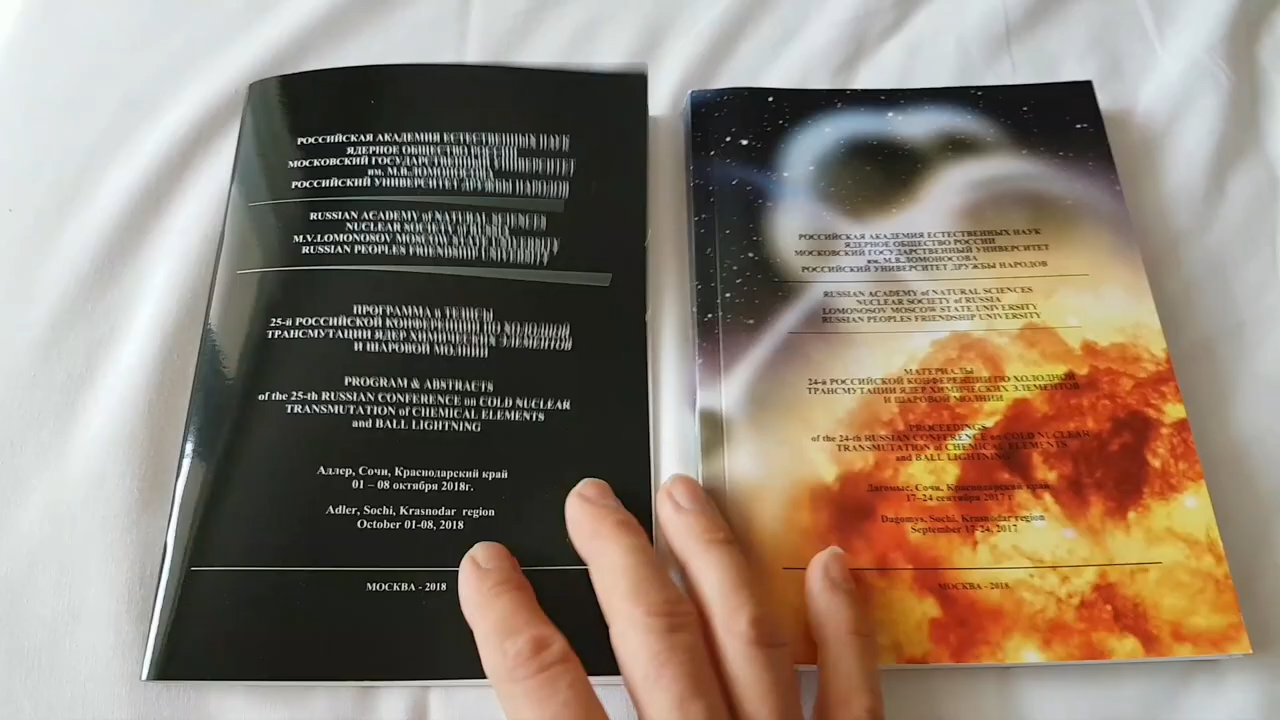 РОССИЙСКАЯ АКАДЕМИЯ ЕСТЕСТВЕННЫХ НАУК
ЯДЕРНОЕ ОБЩЕСТВО РОССИИ
МОСКОВСКИЙ ГОСУДАРСТВЕННЫЙ УНИВЕРСИТЕТ
им. М.В.ЛОМОНОСОВА
РОССИЙСКИЙ УНИВЕРСИТЕТ ДРУЖБЫ НАРОДОВ
RUSSIAN ACADEMY of NATURAL SCIENCES
NUCLEAR SOCIETY of RUSSIA
M.V.LOMONOSOV MOSCOW STATE UNIVERSITY
RUSSIAN PEOPLES FRIENDSHIP UNIVERSITY
ПРОГРАММА и ТЕЗИСЫ
25-й РОССИЙСКОЙ КОНФЕРЕНЦИИ ПО ХОЛОДНОЙ
ТРАНСМУТАЦИИ ЯДЕР ХИМИЧЕСКИХ ЭЛЕМЕНТОВ
И ШАРОВОЙ МОЛНИИ
PROGRAM & ABSTRACTS
of the 25-th RUSSIAN CONFERENCE on COLD NUCLEAR
TRANSMUTATION of CHEMICAL ELEMENTS
and BALL LIGHTNING
Адлер, Сочи, Краснодарский край
01 – 08 октября 2018г.
Adler, Sochi, Krasnodar region
October 01-08, 2018
МОСКВА - 2018
РОССИЙСКАЯ АКАДЕМИЯ ЕСТЕСТВЕННЫХ НАУК
ЯДЕРНОЕ ОБЩЕСТВО РОССИИ
МОСКОВСКИЙ ГОСУДАРСТВЕННЫЙ УНИВЕРСИТЕТ
им. М.В.ЛОМОНОСОВА
РОССИЙСКИЙ УНИВЕРСИТЕТ ДРУЖБЫ НАРОДОВ
RUSSIAN ACADEMY of NATURAL SCIENCES
NUCLEAR SOCIETY of RUSSIA
LOMONOSOV MOSCOW STATE UNIVERSITY
RUSSIAN PEOPLES FRIENDSHIP UNIVERSITY
МАТЕРИАЛЫ
24-й РОССИЙСКОЙ КОНФЕРЕНЦИИ ПО ХОЛОДНОЙ
ТРАНСМУТАЦИИ ЯДЕР ХИМИЧЕСКИХ ЭЛЕМЕНТОВ
И ШАРОВОЙ МОЛНИИ
PROCEEDINGS
of the 24-th RUSSIAN CONFERENCE on COLD NUCLEAR
TRANSMUTATION of CHEMICAL ELEMENTS
and BALL LIGHTNING
Дагомыс, Сочи, Краснодарский край
17–24 сентября 2017 г
Dagomys, Sochi, Krasnodar region
September 17-24, 2017
МОСКВА - 2018